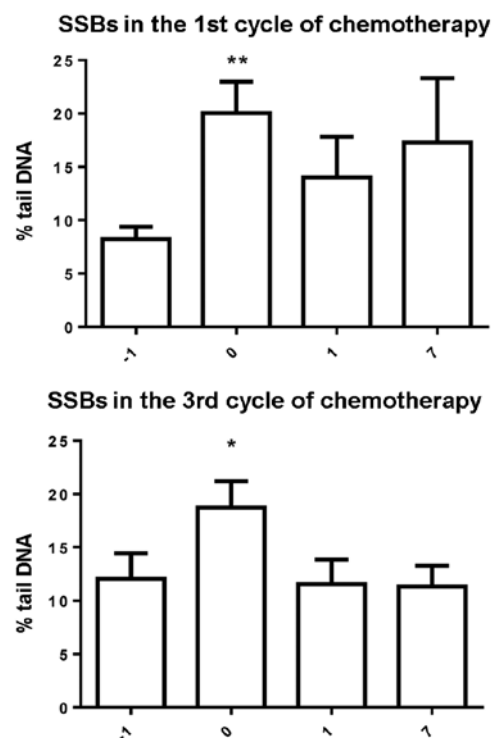 SSBs in the 1st cycle of chemotherapy
**
25
20
15
10
5
0
% tail DNA
-1 0 1 7
SSBs in the 3rd cycle of chemotherapy
*
25
20
15
10
5
0
% tail DNA
-1 0 1 7